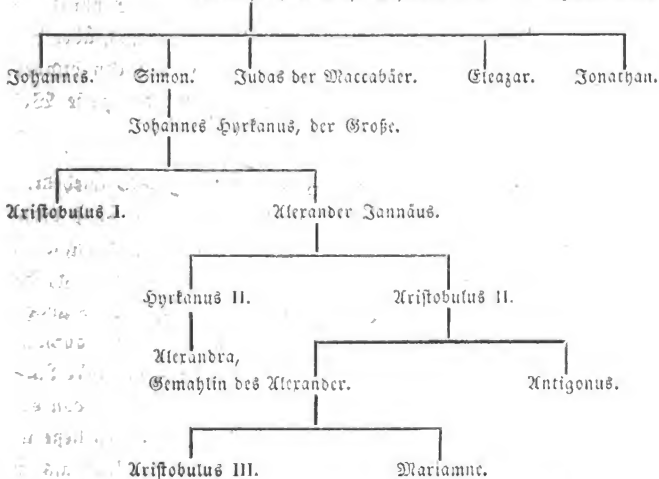 Johannes. Simon. Judas der Maccabäer. Eleazar. Jonathan.
Johannes Hyrkanus, der Große.
Aristobulus I. Alexander Jannäus.
Hyrkanus II. Aristobulus II.
Alexandra,
Gemahlin des Alexander. Antigonus.
Aristobulus III. Mariamne.